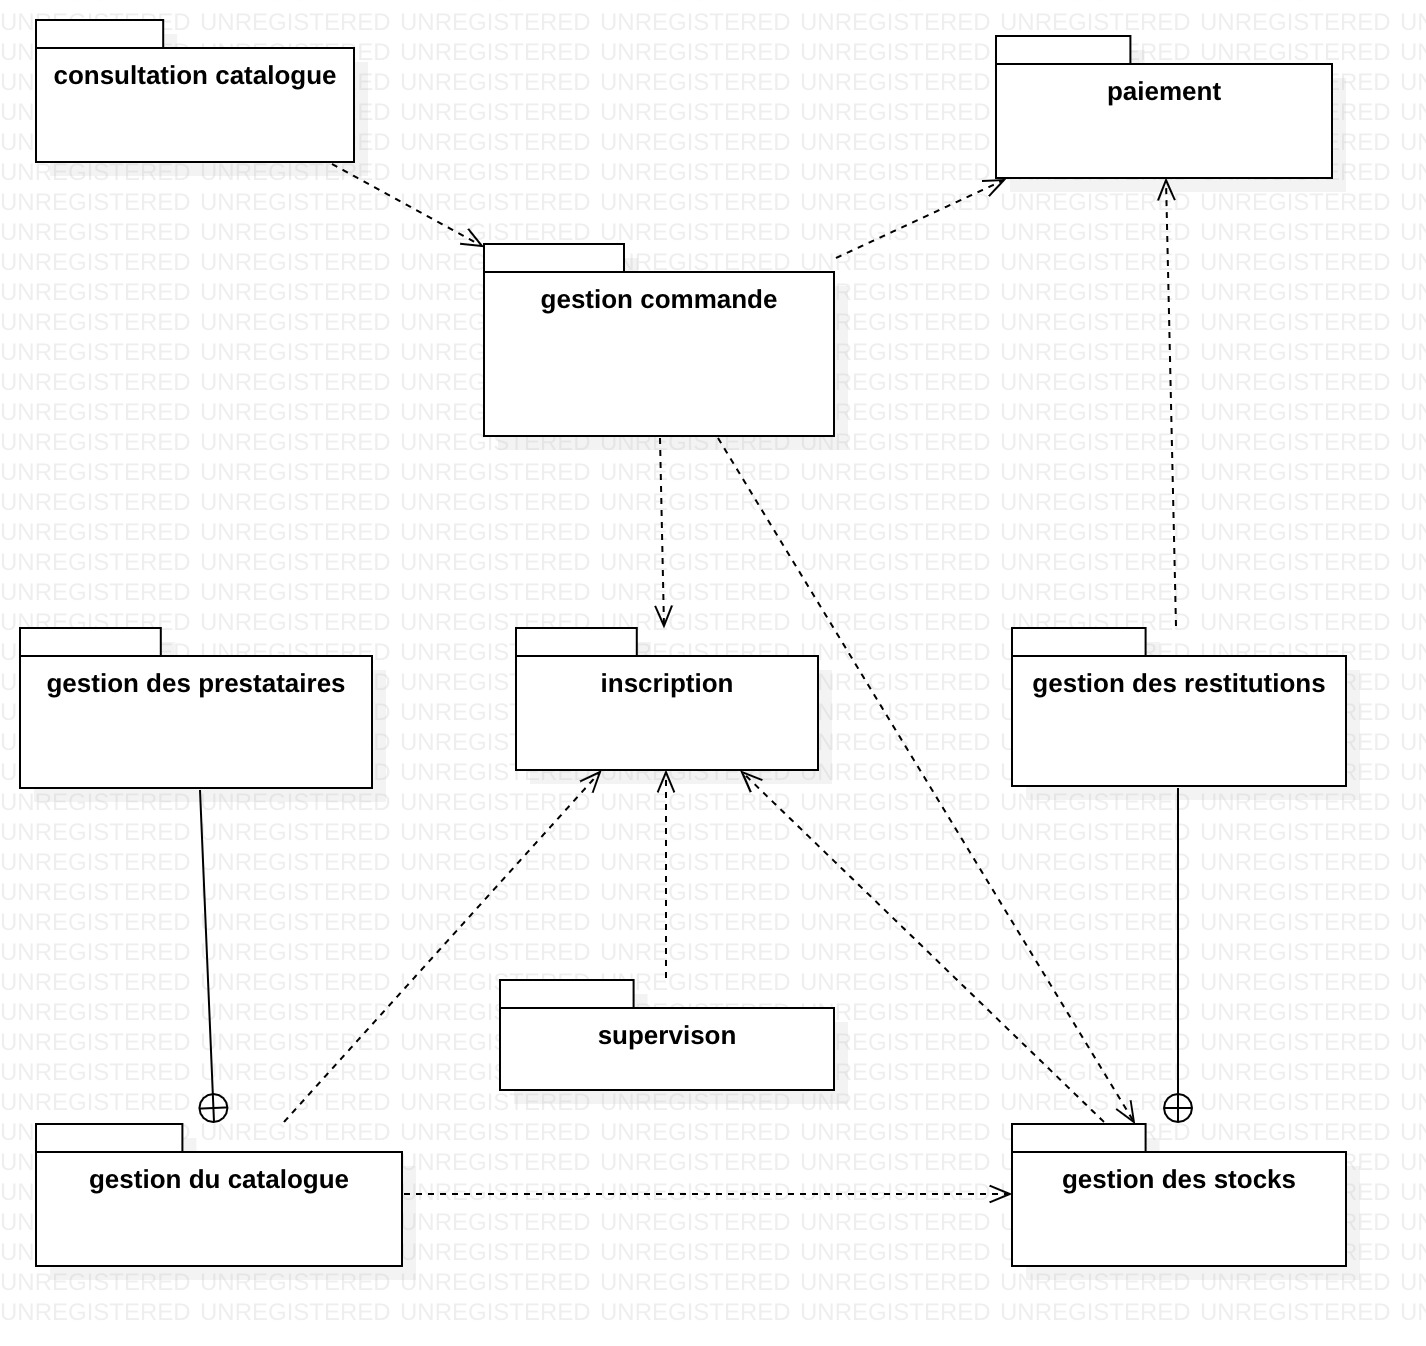 consultation catalogue
paiement
gestion commande
gestion des prestataires
inscription
gestion des restitutions
supervison
gestion du catalogue
gestion des stocks
UNREGISTERED